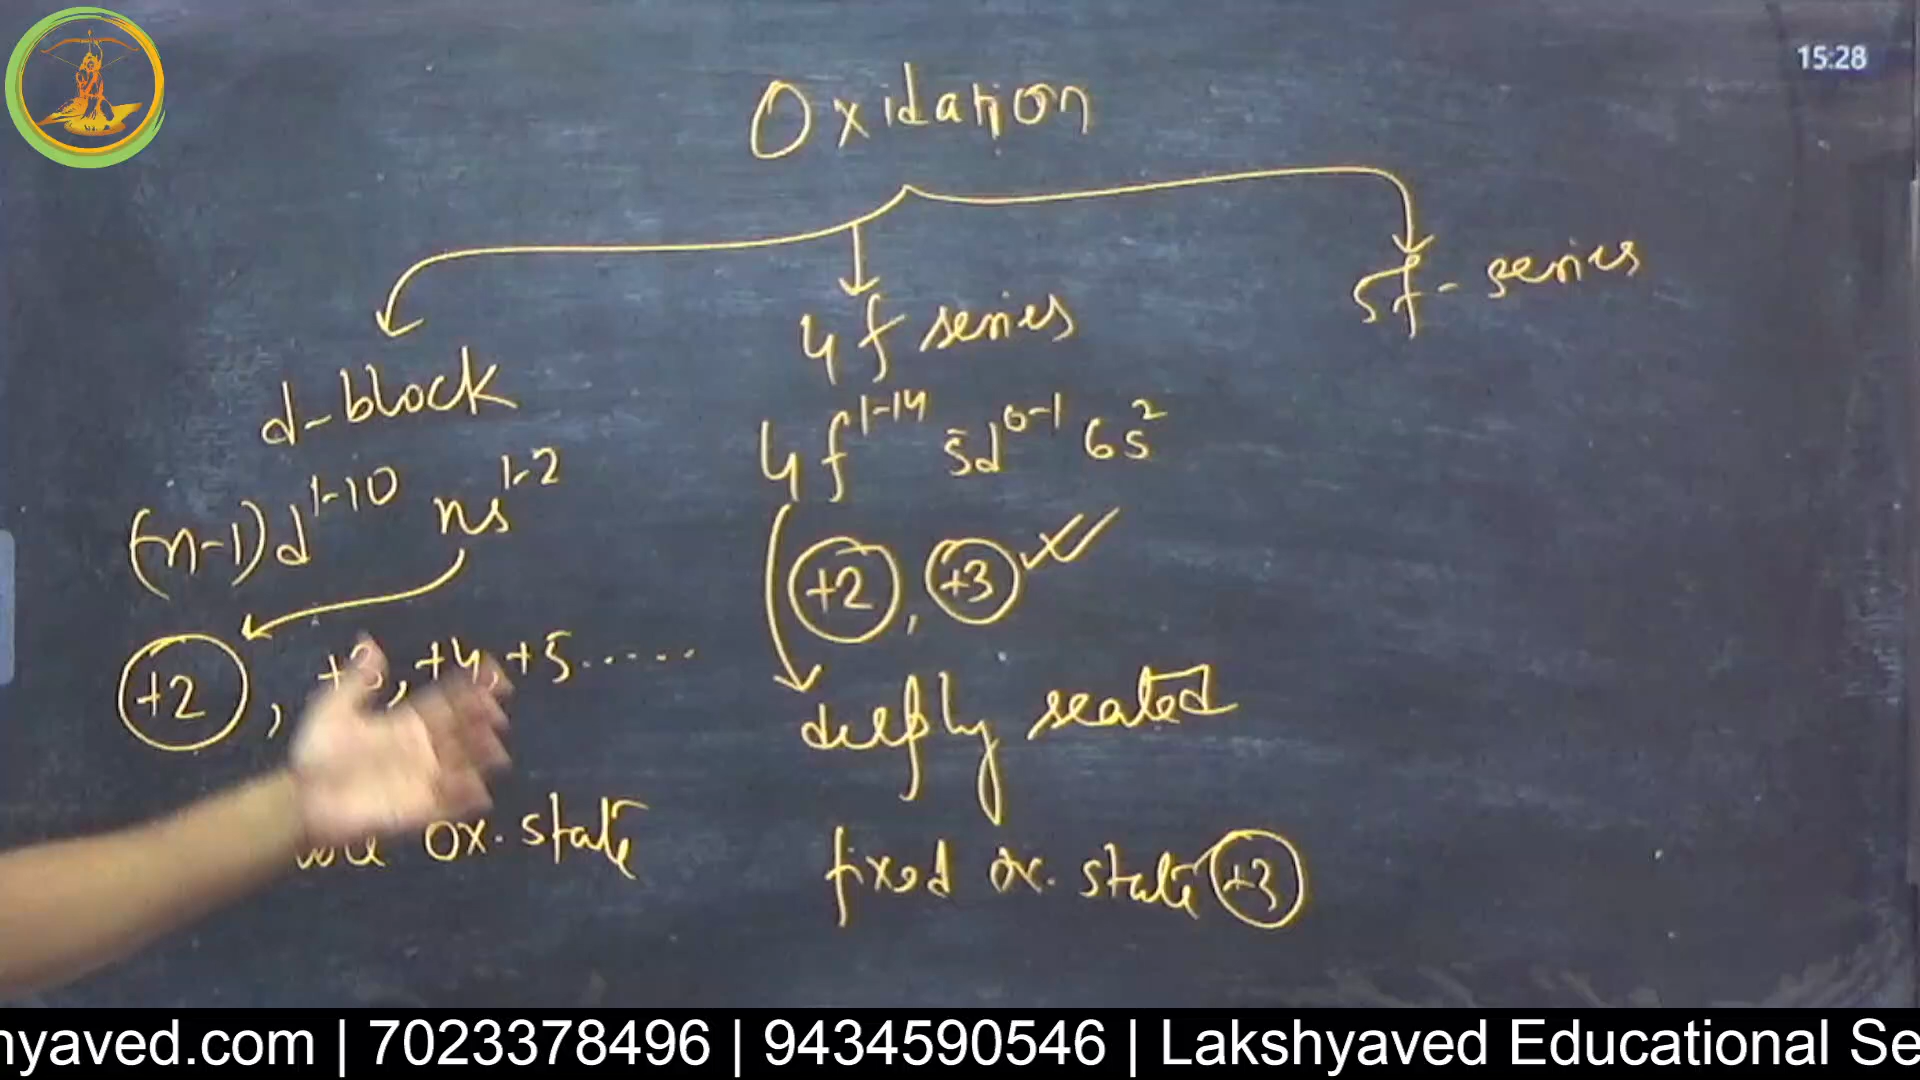 15:28
Oxidation
d-block
(n-1)d¹⁻¹⁰ ns¹⁻²
+2, +3, +4, +5......
ox. state
4f series
4f¹⁻¹⁴ 5d⁰⁻¹ 6s²
+2, +3
deeply seated
fixed ox. state +3
5f- series
hyaved.com | 7023378496 | 9434590546 | Lakshyaved Educational Se